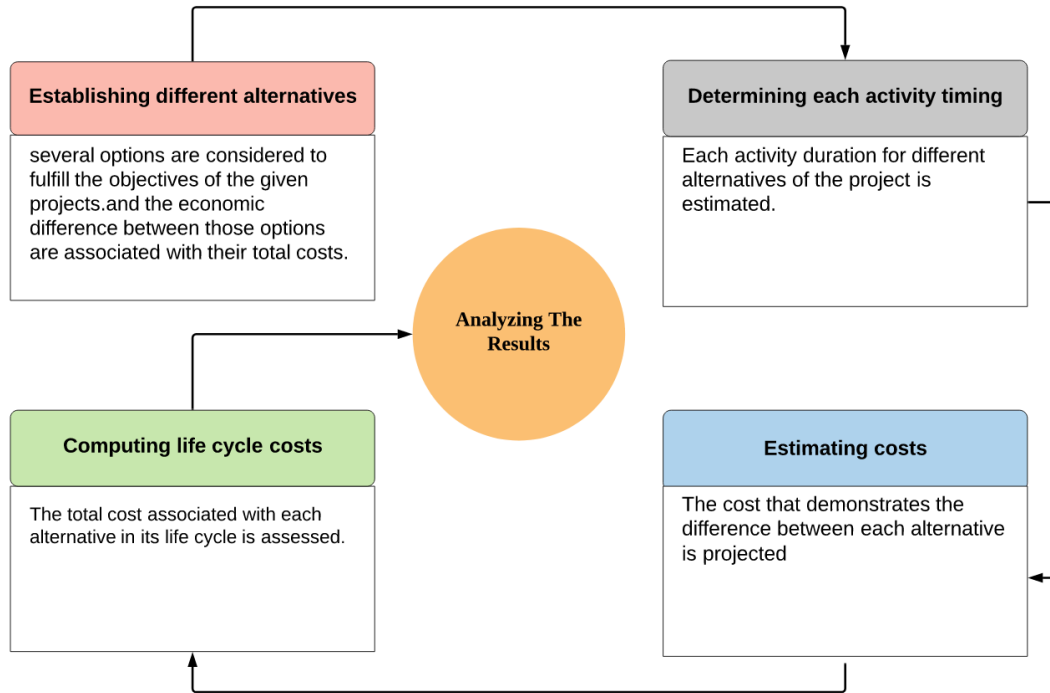 Establishing different alternatives
several options are considered to
fulfill the objectives of the given
projects.and the economic
difference between those options
are associated with their total costs.
Determining each activity timing
Each activity duration for different
alternatives of the project is
estimated.
Analyzing The
Results
Computing life cycle costs
The total cost associated with each
alternative in its life cycle is assessed.
Estimating costs
The cost that demonstrates the
difference between each alternative
is projected